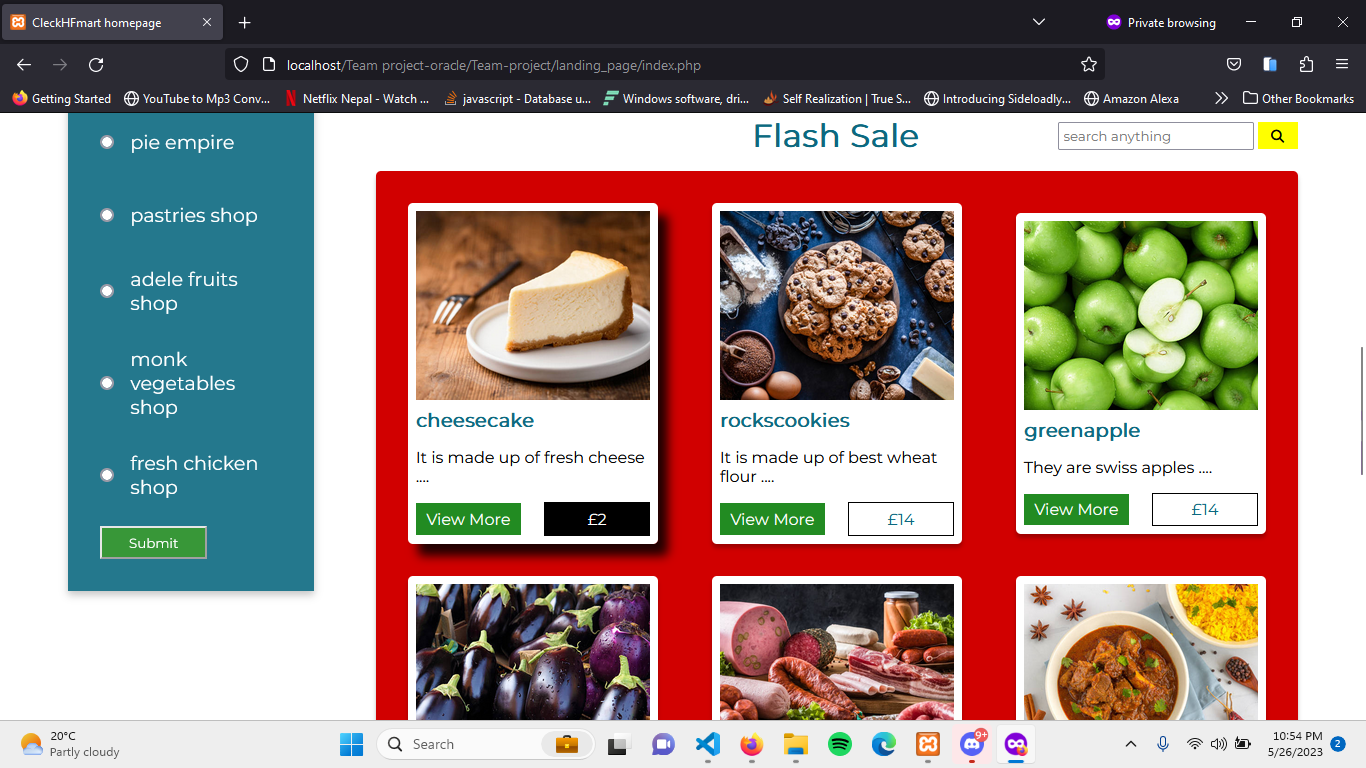 CleckHFmart homepage
Private browsing
localhost/Team project-oracle/Team-project/landing_page/index.php
Getting Started
YouTube to Mp3 Conv...
Netflix Nepal - Watch ...
javascript - Database u...
Windows software, dri...
Self Realization | True S...
Introducing Sideloadly...
Amazon Alexa
Other Bookmarks
pie empire
pastries shop
adele fruits
shop
monk
vegetables
shop
fresh chicken
shop
Submit
Flash Sale
search anything
cheesecake
It is made up of fresh cheese
....
View More
£2
rockscookies
It is made up of best wheat
flour ....
View More
£14
greenapple
They are swiss apples ....
View More
£14
20°C
Partly cloudy
Search
9+
10:54 PM
5/26/2023
2